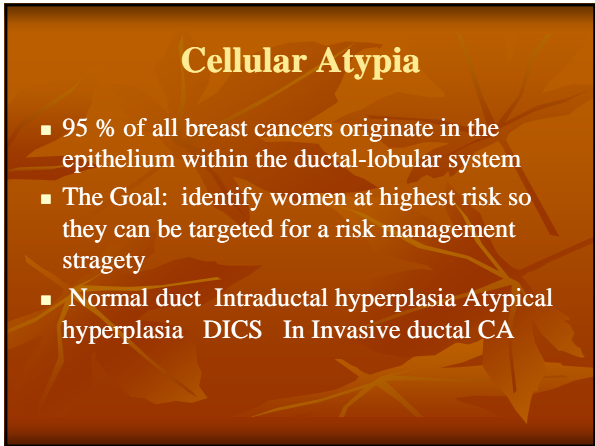 Cellular Atypia
95 % of all breast cancers originate in the
epithelium within the ductal-lobular system
The Goal: identify women at highest risk so
they can be targeted for a risk management
stragety
Normal duct Intraductal hyperplasia Atypical
hyperplasia DICS In Invasive ductal CA